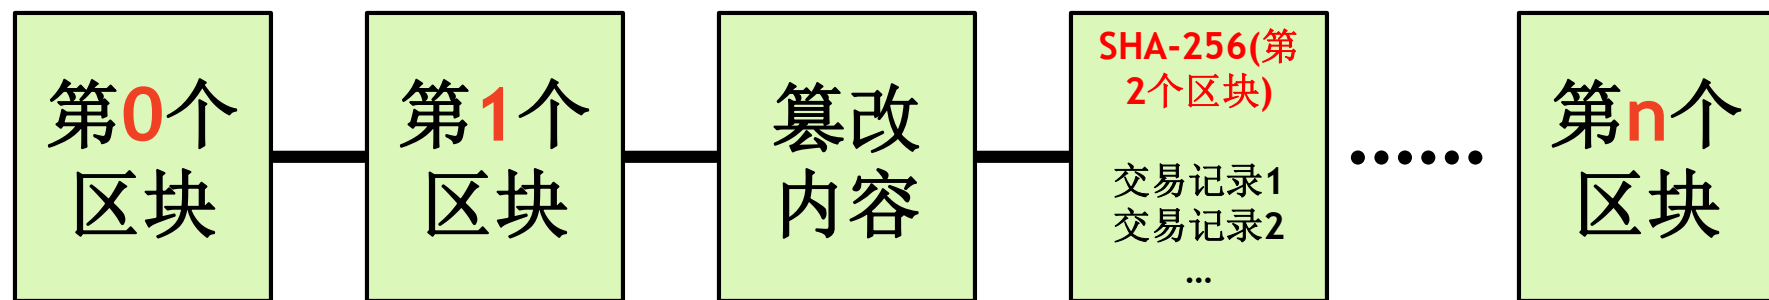 第0个
区块
第1个
区块
篡改
内容
SHA-256(第
2个区块)
交易记录1
交易记录2
...
······
第n个
区块